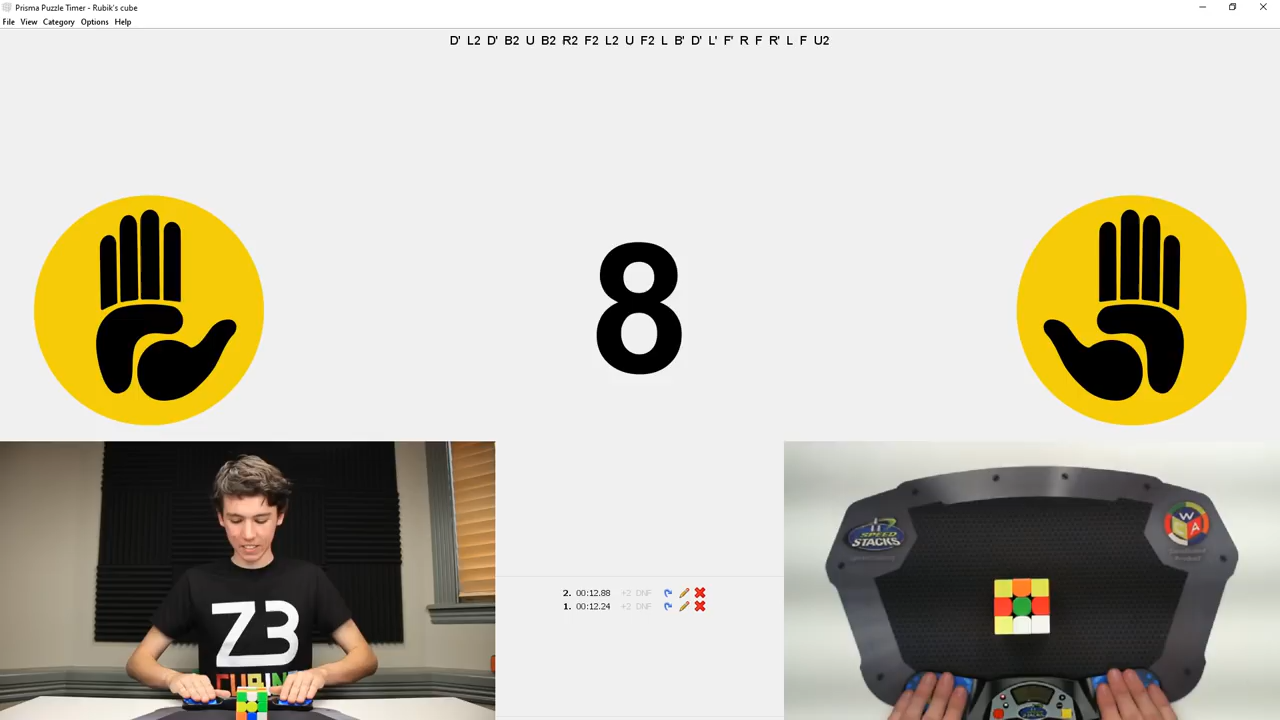 Prisma Puzzle Timer - Rubik's cube
File View Category Options Help
D' L2 D' B2 U B2 R2 F2 L2 U F2 L B' D' L' F' R F R' L F U2
8
2. 00:12.88 +2 DNF
1. 00:12.24 +2 DNF
Z3
CUBING
SPEED
STACKS
W
C A